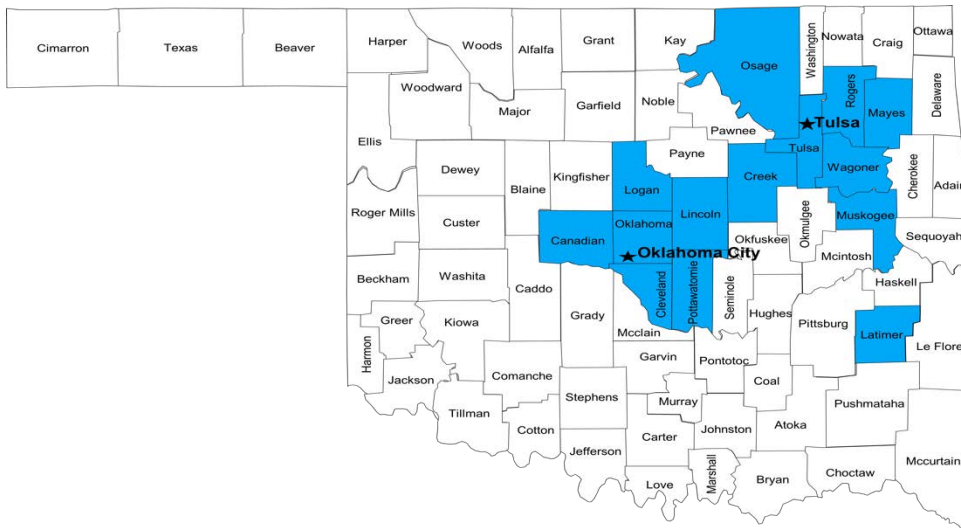 Cimarron
Texas
Beaver
Harper
Woods
Alfalfa
Grant
Kay
Osage
Washington
Nowata
Craig
Ottawa
Woodward
Major
Garfield
Noble
Pawnee
Rogers
Mayes
Delaware
Ellis
Tulsa
Tulsa
Dewey
Blaine
Kingfisher
Logan
Payne
Creek
Wagoner
Cherokee
Adair
Roger Mills
Custer
Canadian
Oklahoma
Lincoln
Okmulgee
Muskogee
Sequoyah
Oklahoma City
Okfuskee
Mcintosh
Beckham
Washita
Caddo
Cleveland
Pottawatomie
Seminole
Haskell
Greer
Kiowa
Grady
Mcclain
Hughes
Pittsburg
Latimer
Le Flore
Harmon
Jackson
Comanche
Garvin
Pontotoc
Coal
Tillman
Stephens
Murray
Johnston
Atoka
Pushmataha
Cotton
Jefferson
Carter
Love
Marshall
Bryan
Choctaw
Mccurtain